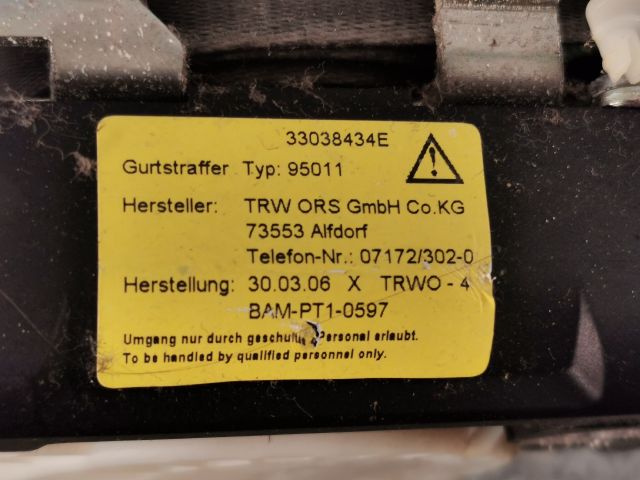 33038434E
Gurtstraffer Typ: 95011
Hersteller: TRW ORS GmbH Co.KG
73553 Alfdorf
Telefon-Nr.: 07172/302-0
Herstellung: 30.03.06 X TRWO - 4
BAM-PT1-0597
Umgang nur durch Personal erlaubt.
To be handled by qualified personnel only.